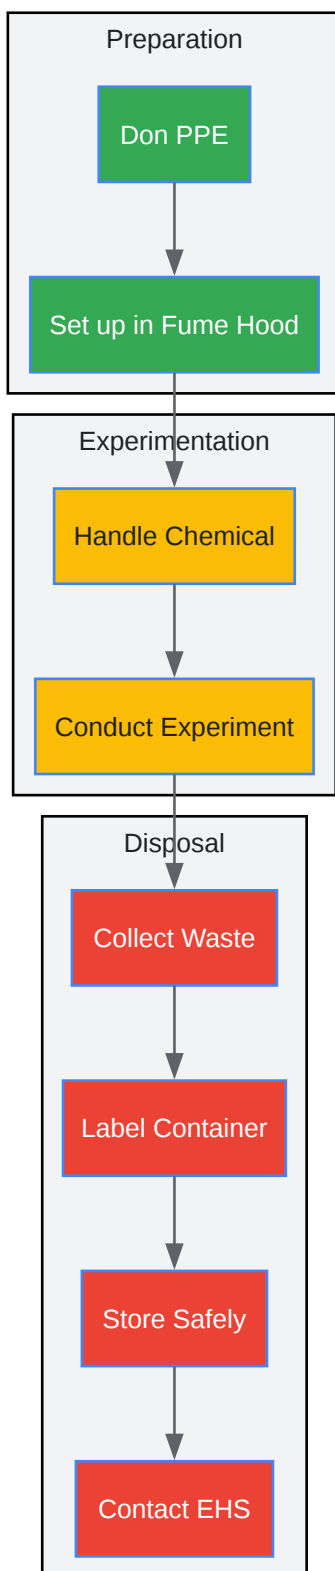 Preparation
Don PPE
Set up in Fume Hood
Experimentation
Handle Chemical
Conduct Experiment
Disposal
Collect Waste
Label Container
Store Safely
Contact EHS